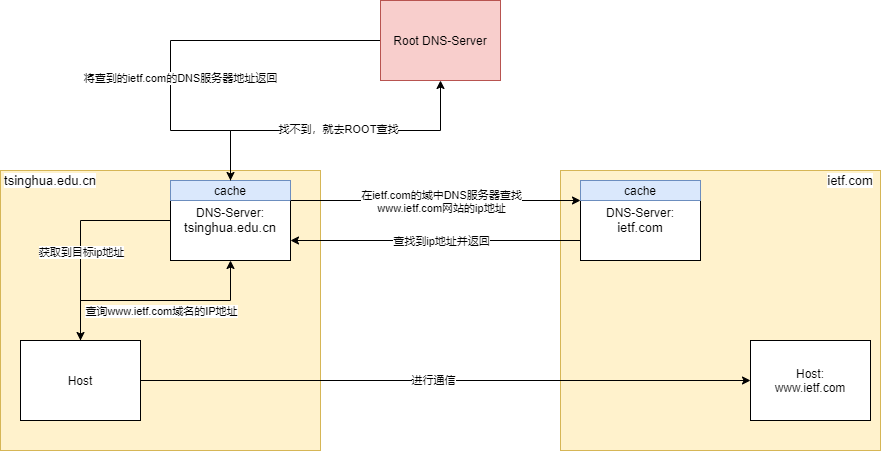 Root DNS-Server
将查到的ietf.com的DNS服务器地址返回
找不到，就去ROOT查找
tsinghua.edu.cn
cache
DNS-Server:
tsinghua.edu.cn
在ietf.com的域中DNS服务器查找
www.ietf.com网站的ip地址
查找到ip地址并返回
cache
DNS-Server:
ietf.com
ietf.com
获取到目标ip地址
查询www.ietf.com域名的IP地址
Host
进行通信
Host:
www.ietf.com